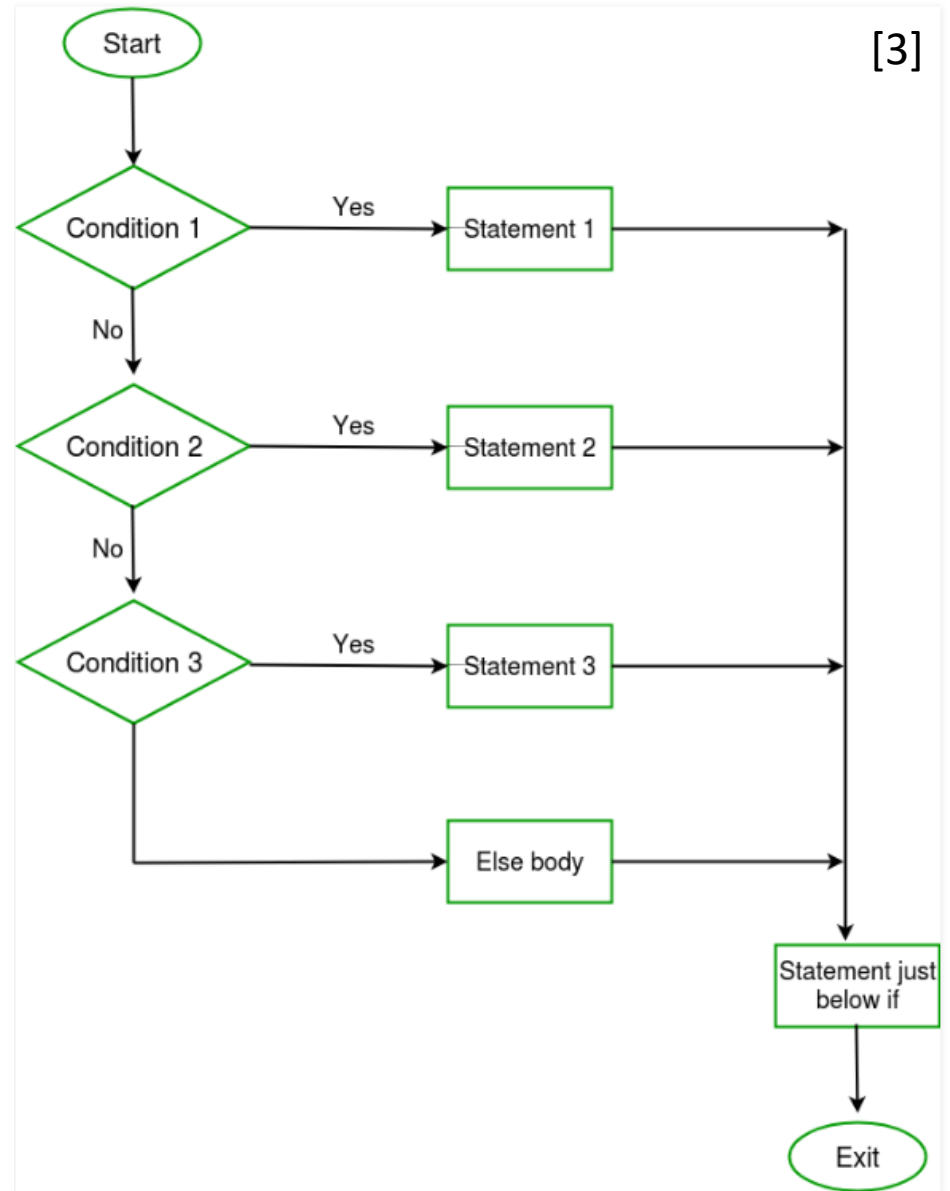 Start
[3]
Yes
Condition 1
Statement 1
No
Yes
Condition 2
Statement 2
No
Yes
Condition 3
Statement 3
Else body
Statement just
below if
Exit